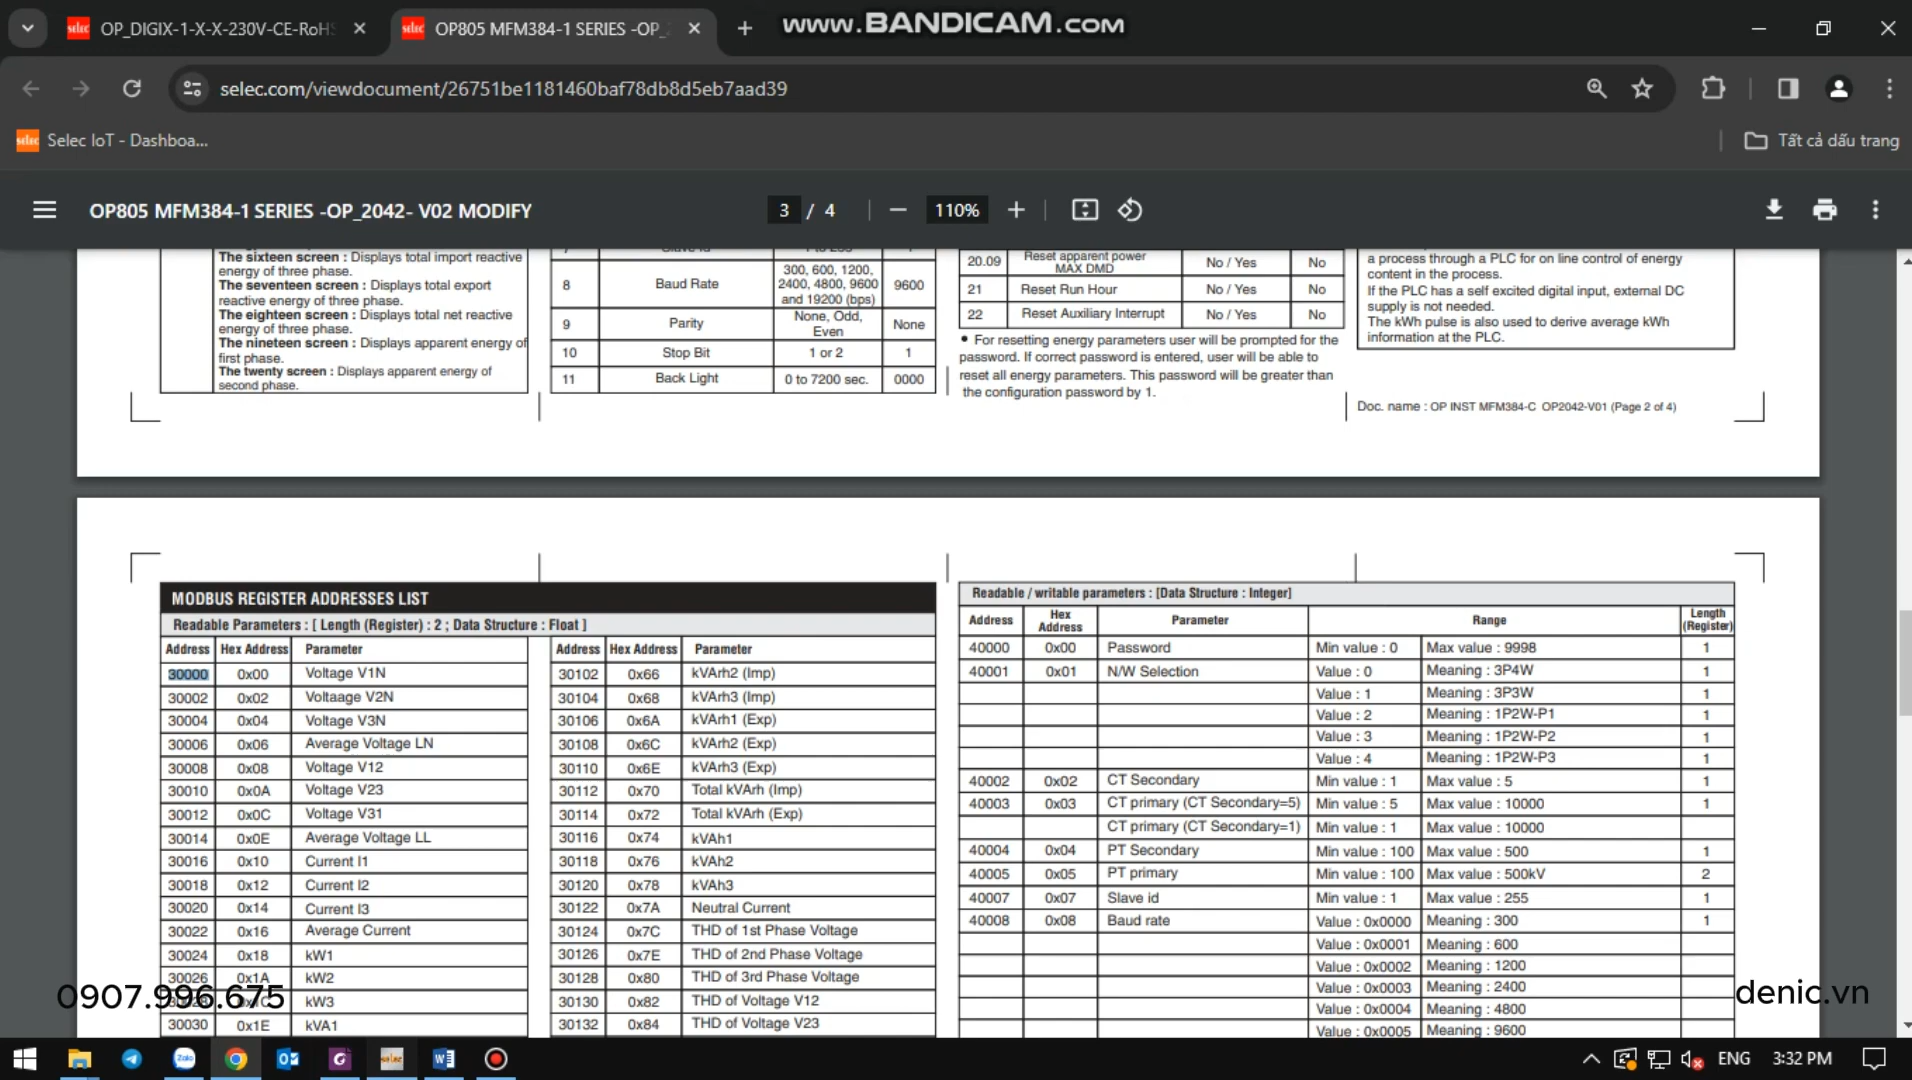 OP_DIGIX-1-X-X-230V-CE-RoHS
OP805 MFM384-1 SERIES -OP_2
www.BANDICAM.com
selec.com/viewdocument/26751be1181460baf78db8d5eb7aad39
Selec IoT - Dashboa...
Tất cả dấu trang
OP805 MFM384-1 SERIES -OP_2042- V02 MODIFY
3 / 4
110%
The sixteen screen : Displays total import reactive
energy of three phase.
The seventeen screen : Displays total export
reactive energy of three phase.
The eighteen screen : Displays total net reactive
energy of three phase.
The nineteen screen : Displays apparent energy of
first phase.
The twenty screen : Displays apparent energy of
second phase.
8 Baud Rate 300, 600, 1200, 2400, 4800, 9600 and 19200 (bps) 9600
9 Parity None, Odd, Even None
10 Stop Bit 1 or 2 1
11 Back Light 0 to 7200 sec. 0000
20.09 Reset apparent power MAX DMD No / Yes No
21 Reset Run Hour No / Yes No
22 Reset Auxiliary Interrupt No / Yes No
• For resetting energy parameters user will be prompted for the
password. If correct password is entered, user will be able to
reset all energy parameters. This password will be greater than
the configuration password by 1.
a process through a PLC for on line control of energy
content in the process.
If the PLC has a self excited digital input, external DC
supply is not needed.
The kWh pulse is also used to derive average kWh
information at the PLC.
Doc. name : OP INST MFM384-C OP2042-V01 (Page 2 of 4)
MODBUS REGISTER ADDRESSES LIST
Readable Parameters : [ Length (Register) : 2 ; Data Structure : Float ]
Address Hex Address Parameter
30000 0x00 Voltage V1N
30002 0x02 Voltaage V2N
30004 0x04 Voltage V3N
30006 0x06 Average Voltage LN
30008 0x08 Voltage V12
30010 0x0A Voltage V23
30012 0x0C Voltage V31
30014 0x0E Average Voltage LL
30016 0x10 Current I1
30018 0x12 Current I2
30020 0x14 Current I3
30022 0x16 Average Current
30024 0x18 kW1
30026 0x1A kW2
kW3
30030 0x1E kVA1
Address Hex Address Parameter
30102 0x66 kVArh2 (Imp)
30104 0x68 kVArh3 (Imp)
30106 0x6A kVArh1 (Exp)
30108 0x6C kVArh2 (Exp)
30110 0x6E kVArh3 (Exp)
30112 0x70 Total kVArh (Imp)
30114 0x72 Total kVArh (Exp)
30116 0x74 kVAh1
30118 0x76 kVAh2
30120 0x78 kVAh3
30122 0x7A Neutral Current
30124 0x7C THD of 1st Phase Voltage
30126 0x7E THD of 2nd Phase Voltage
30128 0x80 THD of 3rd Phase Voltage
30130 0x82 THD of Voltage V12
30132 0x84 THD of Voltage V23
Readable / writable parameters : [Data Structure : Integer]
Address Hex Address Parameter Range Length (Register)
40000 0x00 Password Min value : 0 Max value : 9998 1
40001 0x01 N/W Selection Value : 0 Meaning : 3P4W 1
Value : 1 Meaning : 3P3W 1
Value : 2 Meaning : 1P2W-P1 1
Value : 3 Meaning : 1P2W-P2 1
Value : 4 Meaning : 1P2W-P3 1
40002 0x02 CT Secondary Min value : 1 Max value : 5 1
40003 0x03 CT primary (CT Secondary=5) Min value : 5 Max value : 10000 1
CT primary (CT Secondary=1) Min value : 1 Max value : 10000
40004 0x04 PT Secondary Min value : 100 Max value : 500 1
40005 0x05 PT primary Min value : 100 Max value : 500kV 2
40007 0x07 Slave id Min value : 1 Max value : 255 1
40008 0x08 Baud rate Value : 0x0000 Meaning : 300 1
Value : 0x0001 Meaning : 600
Value : 0x0002 Meaning : 1200
Value : 0x0003 Meaning : 2400
Value : 0x0004 Meaning : 4800
Value : 0x0005 Meaning : 9600
0907.996.675
denic.vn
ENG
3:32 PM